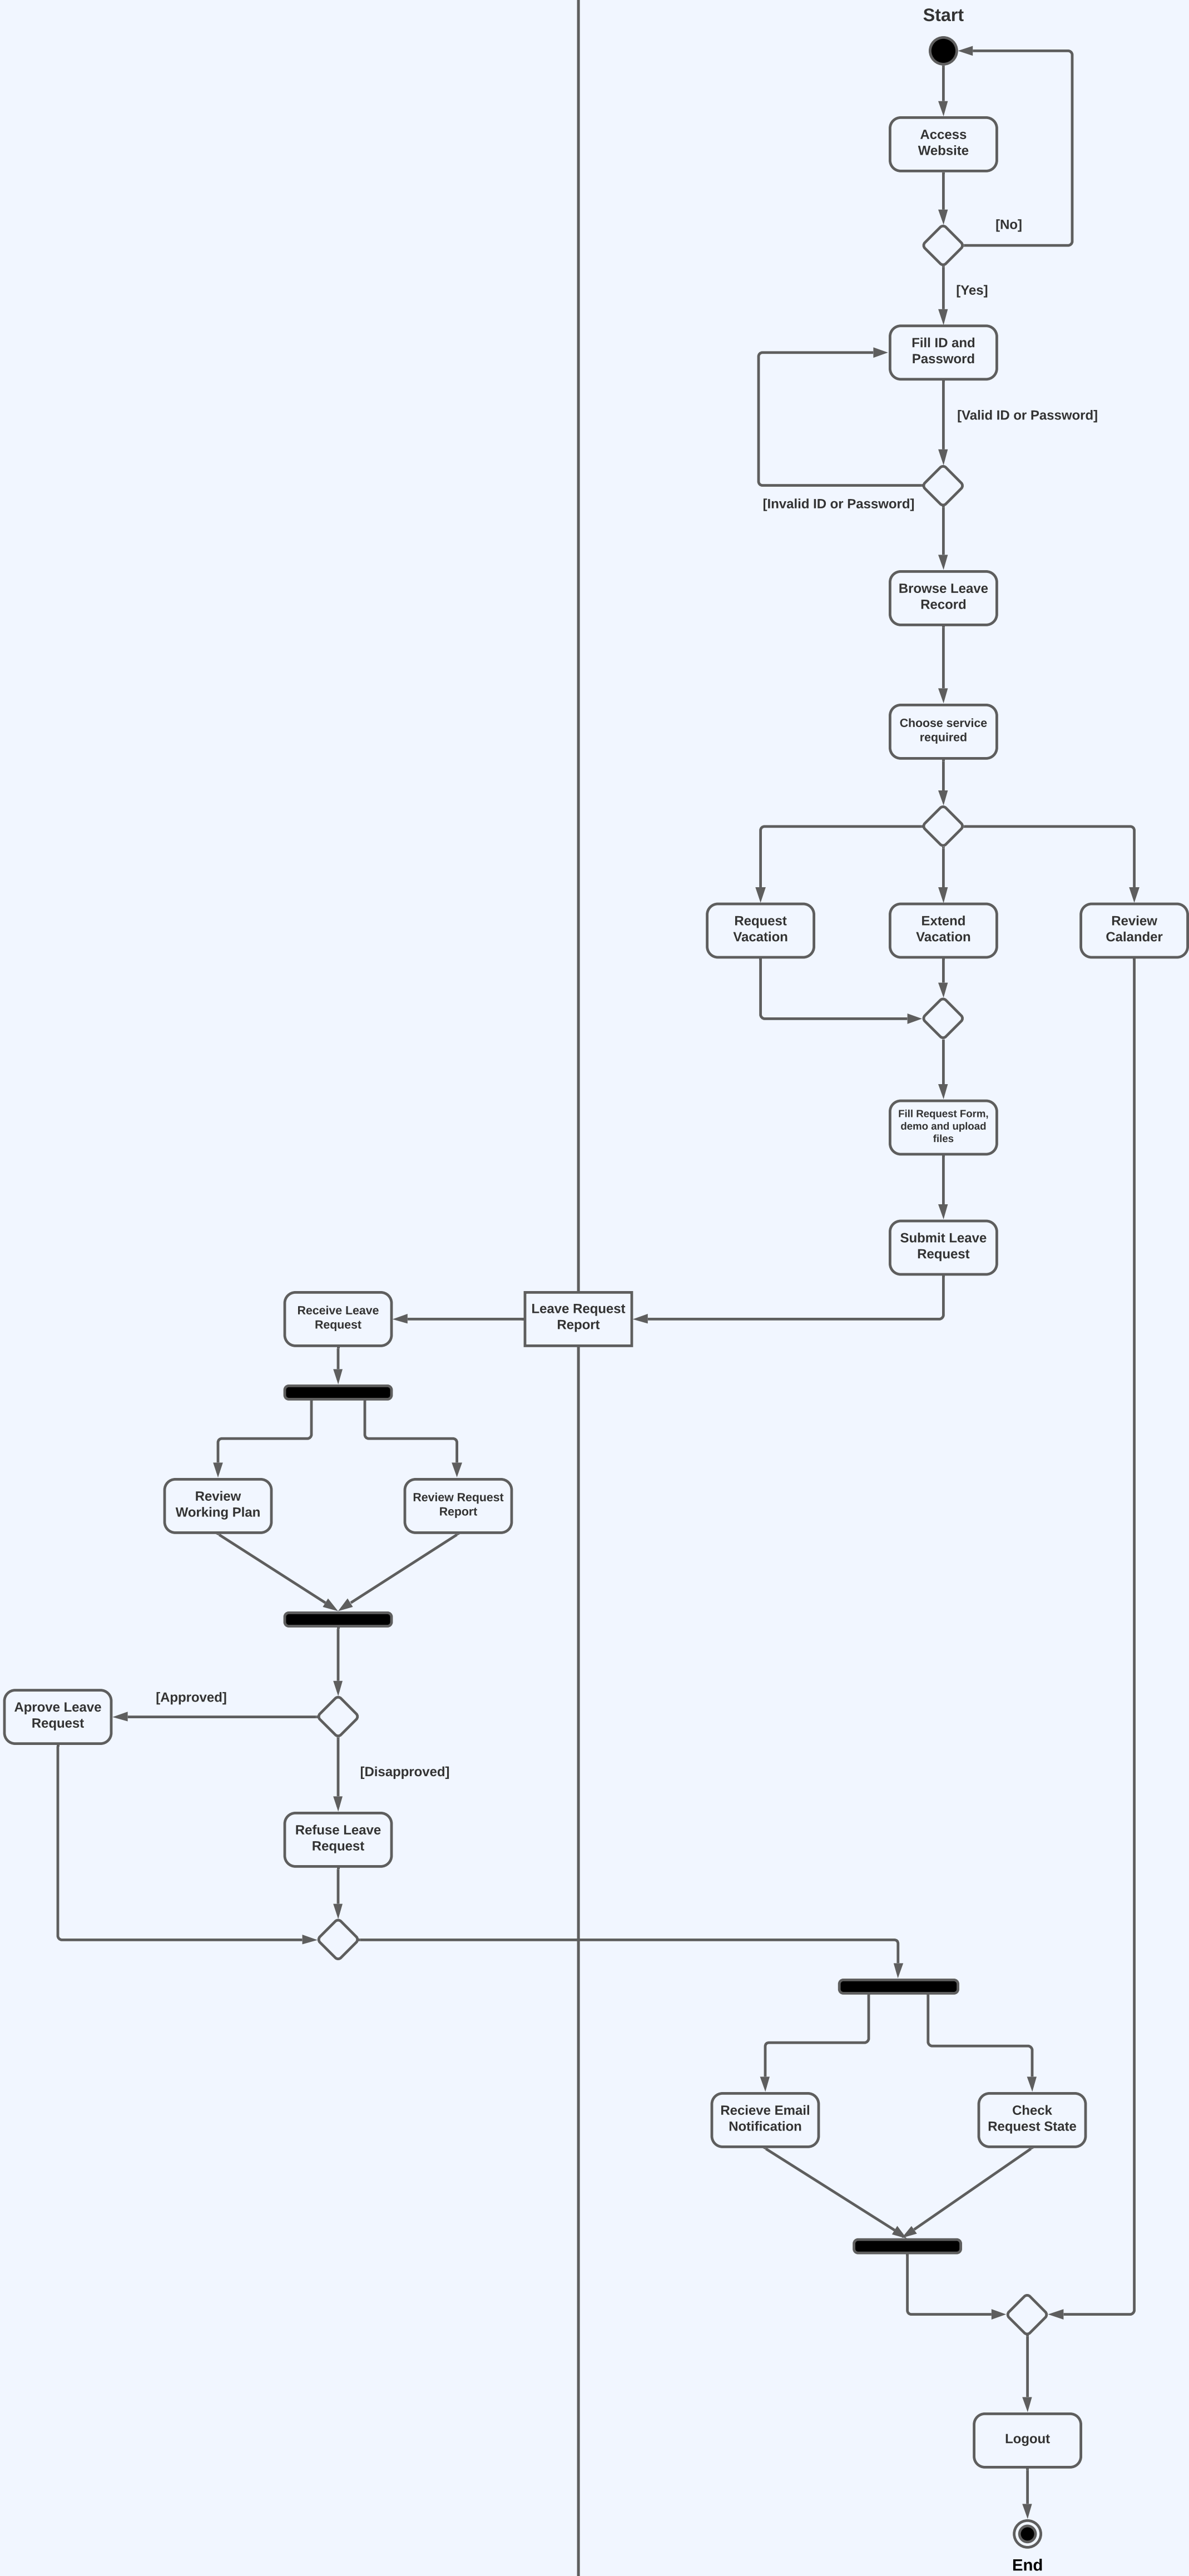 Start
Access
Website
[No]
[Yes]
Fill ID and
Password
[Valid ID or Password]
[Invalid ID or Password]
Browse Leave
Record
Choose service
required
Request
Vacation
Extend
Vacation
Review
Calander
Fill Request Form,
demo and upload
files
Submit Leave
Request
Receive Leave
Request
Leave Request
Report
Review
Working Plan
Review Request
Report
[Approved]
Aprove Leave
Request
[Disapproved]
Refuse Leave
Request
Recieve Email
Notification
Check
Request State
Logout
End